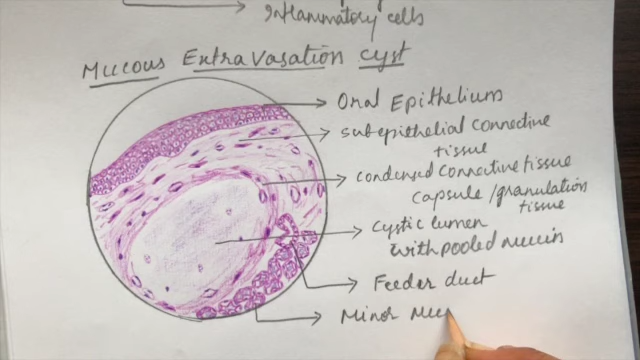 Inflammatory cells
Mucous Extravasation Cyst
Oral Epithelium
Subepithelial Connective
tissue
Condensed Connective tissue
capsule / granulation
tissue
Cystic lumen
with pooled mucin
Feeder duct
Minor Muc